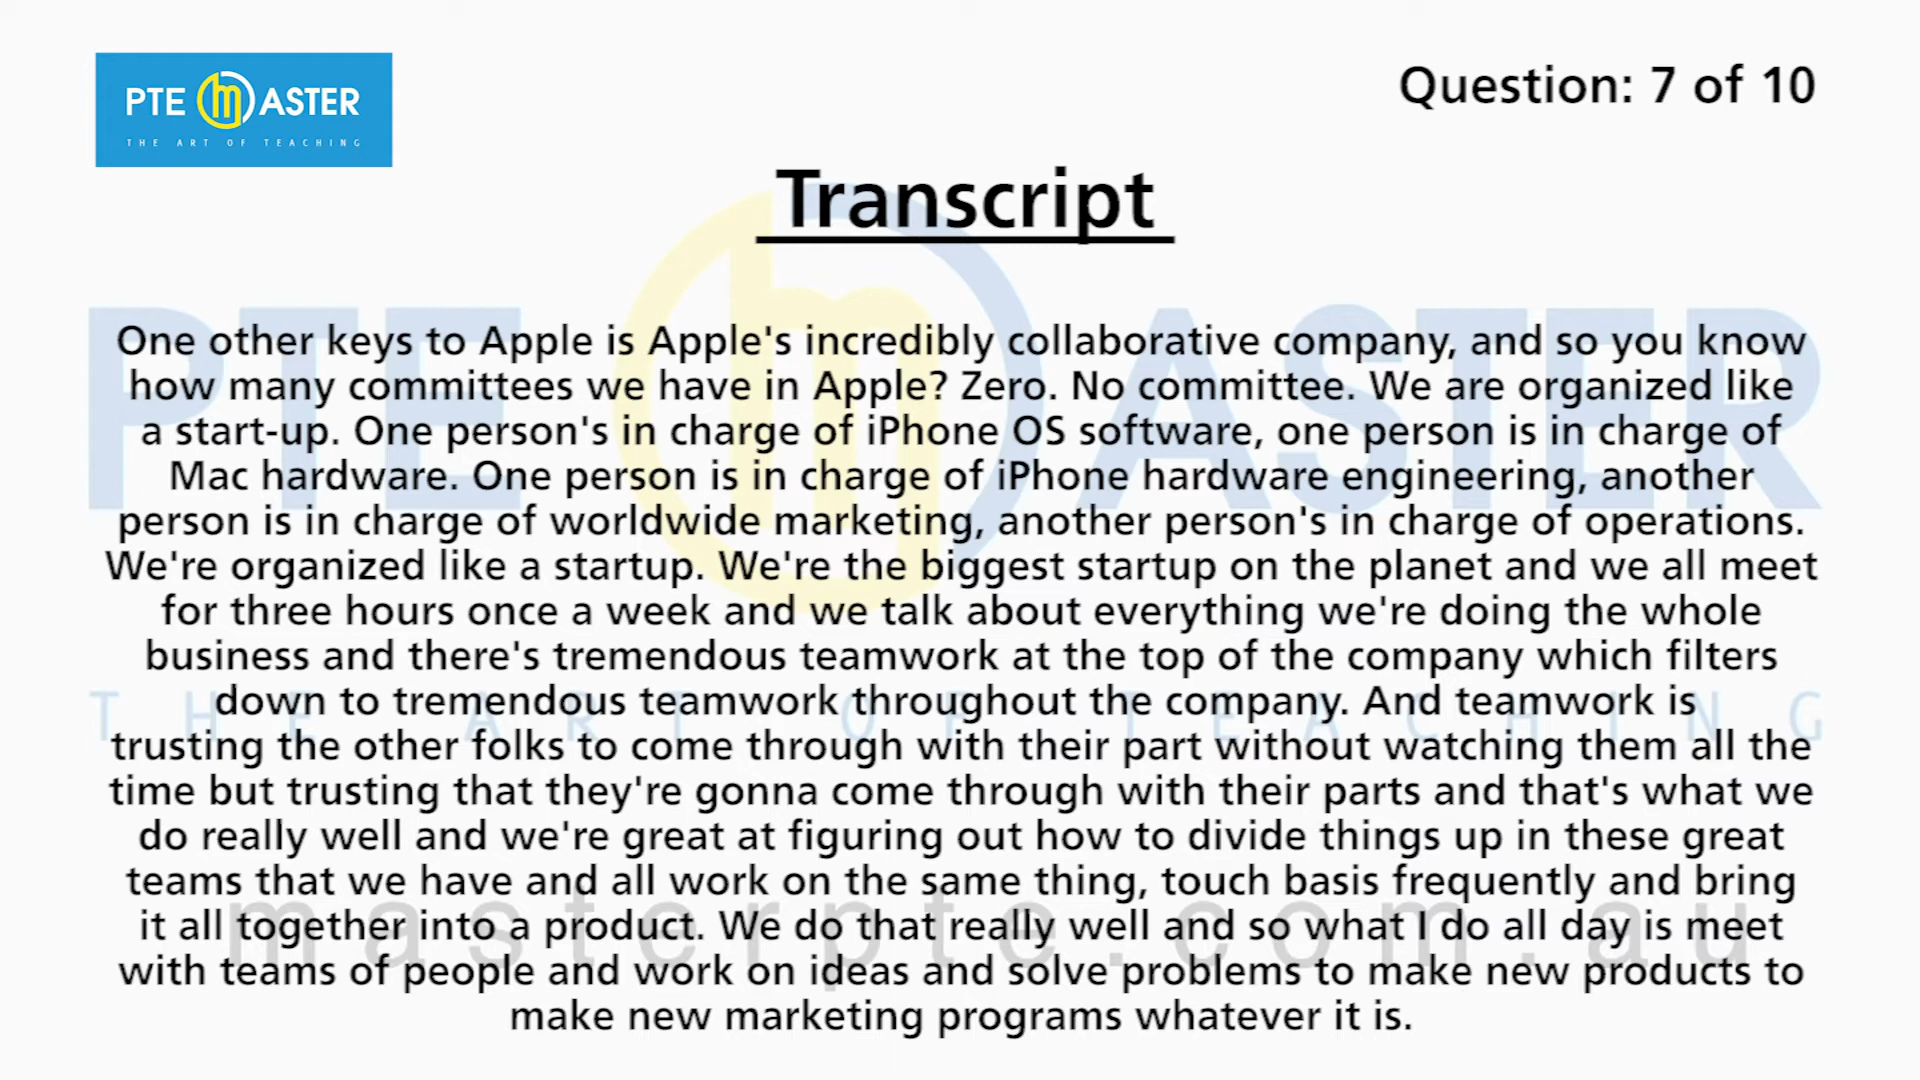 PTE MASTER
THE ART OF TEACHING
Question: 7 of 10
Transcript
One other keys to Apple is Apple's incredibly collaborative company, and so you know
how many committees we have in Apple? Zero. No committee. We are organized like
a start-up. One person's in charge of iPhone OS software, one person is in charge of
Mac hardware. One person is in charge of iPhone hardware engineering, another
person is in charge of worldwide marketing, another person's in charge of operations.
We're organized like a startup. We're the biggest startup on the planet and we all meet
for three hours once a week and we talk about everything we're doing the whole
business and there's tremendous teamwork at the top of the company which filters
down to tremendous teamwork throughout the company. And teamwork is
trusting the other folks to come through with their part without watching them all the
time but trusting that they're gonna come through with their parts and that's what we
do really well and we're great at figuring out how to divide things up in these great
teams that we have and all work on the same thing, touch basis frequently and bring
it all together into a product. We do that really well and so what I do all day is meet
with teams of people and work on ideas and solve problems to make new products to
make new marketing programs whatever it is.
PTE MASTER
THE ART OF TEACHING
masterpte.com.au